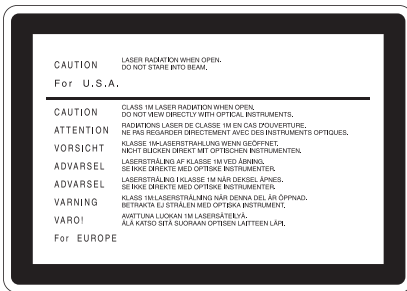 CAUTION LASER RADIATION WHEN OPEN.
DO NOT STARE INTO BEAM.
For U.S.A.
CAUTION CLASS 1M LASER RADIATION WHEN OPEN.
DO NOT VIEW DIRECTLY WITH OPTICAL INSTRUMENTS.
ATTENTION RADIATIONS LASER DE CLASSE 1M EN CAS D'OUVERTURE.
NE PAS REGARDER DIRECTEMENT AVEC DES INSTRUMENTS OPTIQUES.
VORSICHT KLASSE 1M-LASERSTRAHLUNG WENN GEÖFFNET.
NICHT BLICKEN DIREKT MIT OPTISCHEN INSTRUMENTEN.
ADVARSEL LASERSTRÅLING AF KLASSE 1M VED ÅBNING.
SE IKKE DIREKTE MED OPTISKE INSTRUMENTER.
ADVARSEL LASERSTRÅLING I KLASSE 1M NÅR DEKSEL ÅPNES.
SE IKKE DIREKTE MED OPTISKE INSTRUMENTER.
VARNING KLASS 1M LASERSTRÅLNING NÄR DENNA DEL ÄR ÖPPNAD.
BETRAKTA EJ STRÅLEN MED OPTISKA INSTRUMENT.
VARO! AVATTUNA LUOKAN 1M LASERSÄTEILYÄ.
ÄLÄ KATSO SITÄ SUORAAN OPTISEN LAITTEEN LÄPI.
For EUROPE